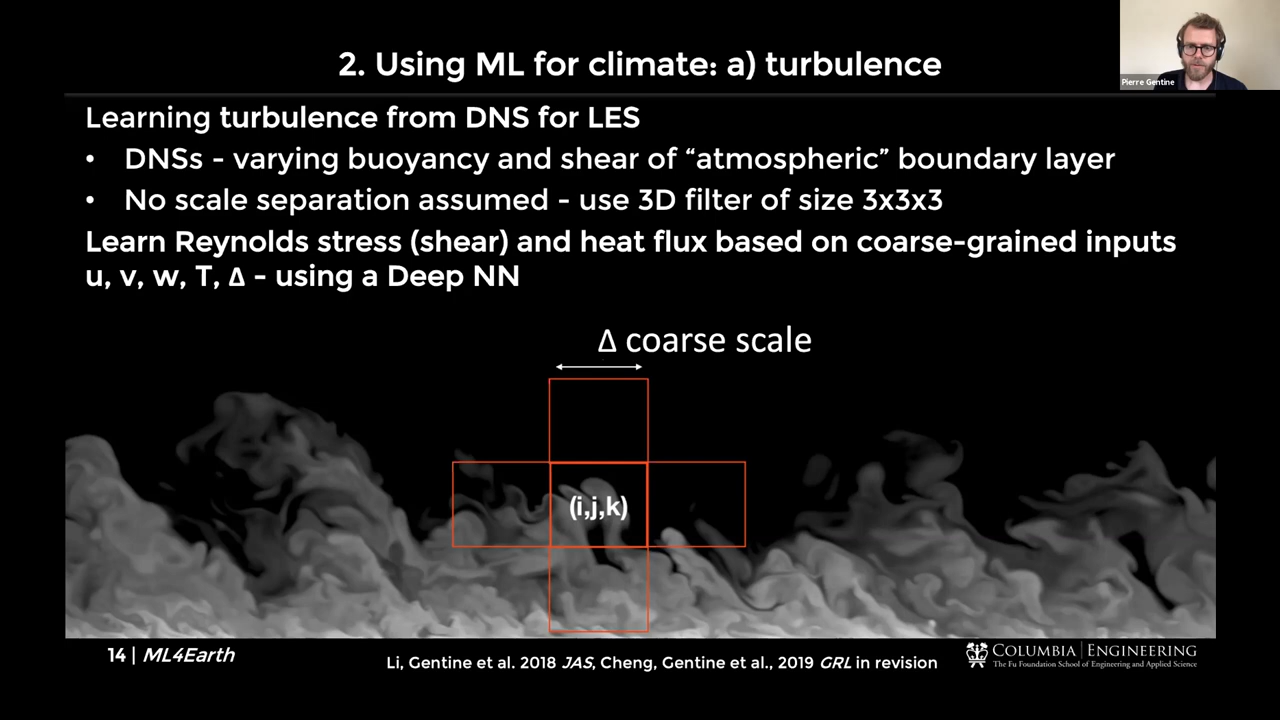 2. Using ML for climate: a) turbulence
Pierre Gentine
Learning turbulence from DNS for LES
• DNSs - varying buoyancy and shear of “atmospheric” boundary layer
• No scale separation assumed - use 3D filter of size 3x3x3
Learn Reynolds stress (shear) and heat flux based on coarse-grained inputs
u, v, w, T, Δ - using a Deep NN
Δ coarse scale
(i,j,k)
14 | ML4Earth
Li, Gentine et al. 2018 JAS, Cheng, Gentine et al., 2019 GRL in revision
COLUMBIA | ENGINEERING
The Fu Foundation School of Engineering and Applied Science